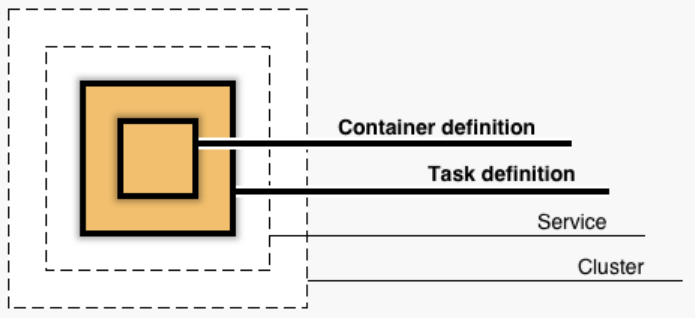 Container definition
Task definition
Service
Cluster